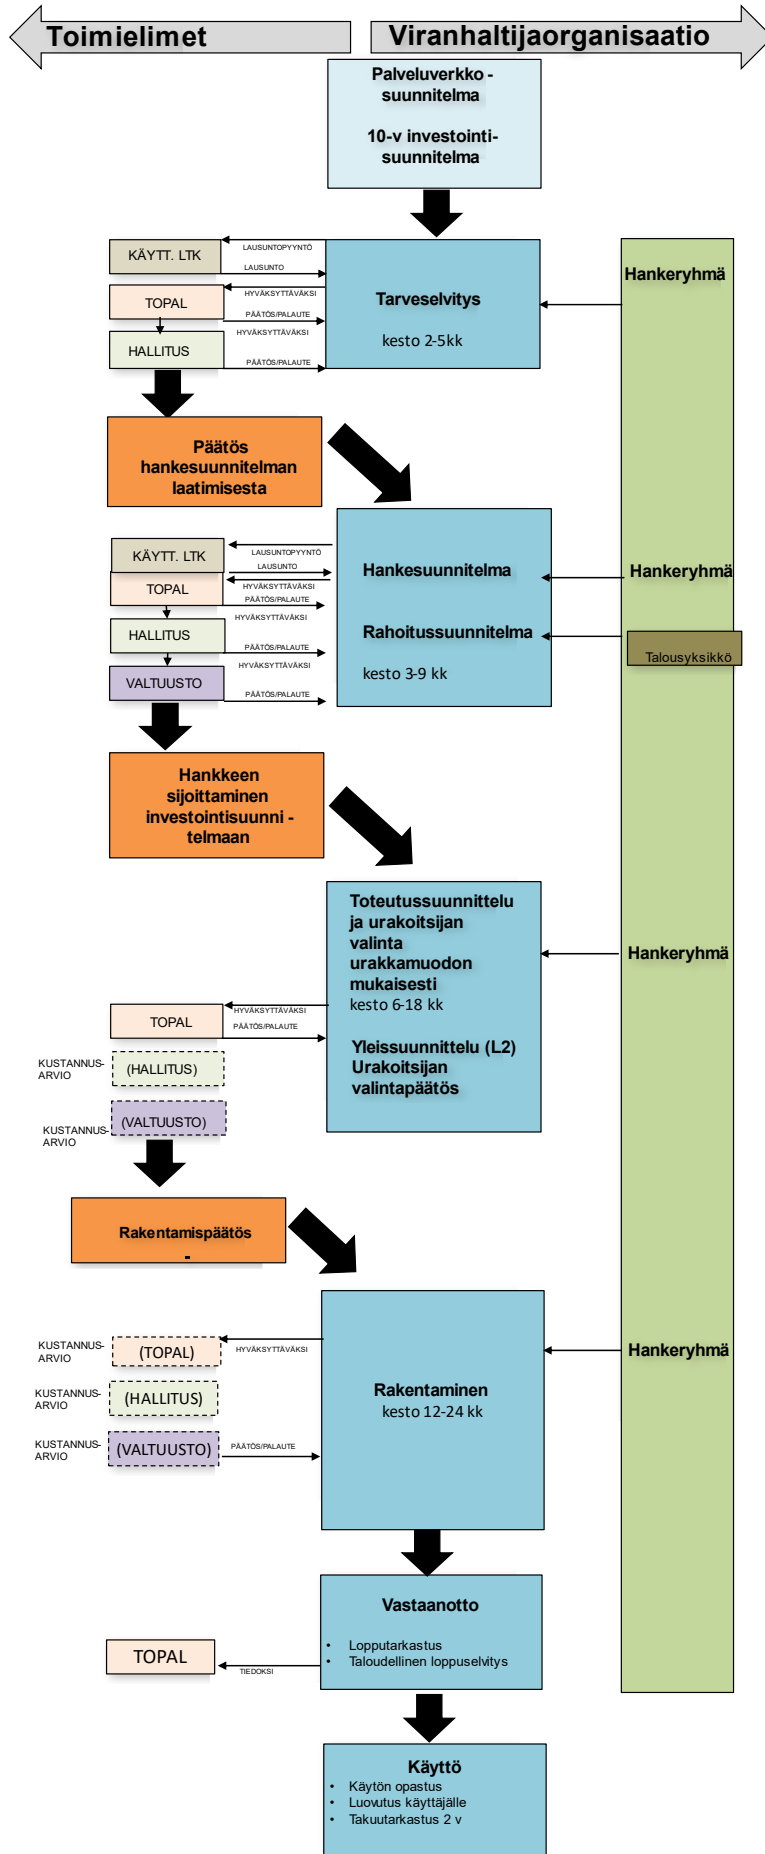 Toimielimet
Viranhaltijaorganisaatio
Palveluverkko -
suunnitelma
10-v investointi-
suunnitelma
KÄYTT. LTK
LAUSUNTOPYYNTÖ
LAUSUNTO
TOPAL
HYVÄKSYTTÄVÄKSI
PÄÄTÖS/PALAUTE
HYVÄKSYTTÄVÄKSI
HALLITUS
PÄÄTÖS/PALAUTE
Tarveselvitys
kesto 2-5kk
Hankeryhmä
Päätös
hankesuunnitelman
laatimisesta
KÄYTT. LTK
LAUSUNTOPYYNTÖ
LAUSUNTO
TOPAL
HYVÄKSYTTÄVÄKSI
PÄÄTÖS/PALAUTE
HYVÄKSYTTÄVÄKSI
HALLITUS
PÄÄTÖS/PALAUTE
HYVÄKSYTTÄVÄKSI
VALTUUSTO
PÄÄTÖS/PALAUTE
Hankesuunnitelma
Rahoitussuunnitelma
kesto 3-9 kk
Hankeryhmä
Talousyksikkö
Hankkeen
sijoittaminen
investointisuunni -
telmaan
Toteutussuunnittelu
ja urakoitsijan
valinta
urakkamuodon
mukaisesti
kesto 6-18 kk
Yleissuunnittelu (L2)
Urakoitsijan
valintapäätös
Hankeryhmä
TOPAL
HYVÄKSYTTÄVÄKSI
PÄÄTÖS/PALAUTE
KUSTANNUS-
ARVIO
(HALLITUS)
KUSTANNUS-
ARVIO
(VALTUUSTO)
Rakentamispäätös
-
KUSTANNUS-
ARVIO
(TOPAL)
HYVÄKSYTTÄVÄKSI
KUSTANNUS-
ARVIO
(HALLITUS)
KUSTANNUS-
ARVIO
(VALTUUSTO)
PÄÄTÖS/PALAUTE
Rakentaminen
kesto 12-24 kk
Hankeryhmä
Vastaanotto
• Lopputarkastus
• Taloudellinen loppuselvitys
TOPAL
TIEDOKSI
Käyttö
• Käytön opastus
• Luovutus käyttäjälle
• Takuutarkastus 2 v